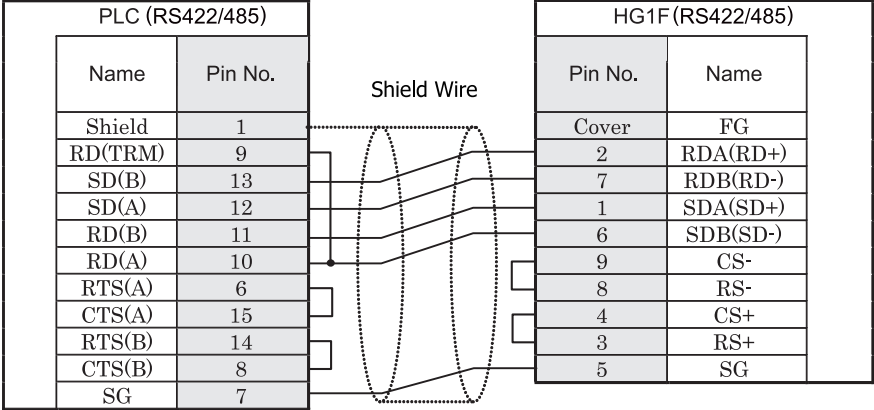 PLC (RS422/485)
Name Pin No.
Shield 1
RD(TRM) 9
SD(B) 13
SD(A) 12
RD(B) 11
RD(A) 10
RTS(A) 6
CTS(A) 15
RTS(B) 14
CTS(B) 8
SG 7
Shield Wire
HG1F(RS422/485)
Pin No. Name
Cover FG
2 RDA(RD+)
7 RDB(RD-)
1 SDA(SD+)
6 SDB(SD-)
9 CS-
8 RS-
4 CS+
3 RS+
5 SG